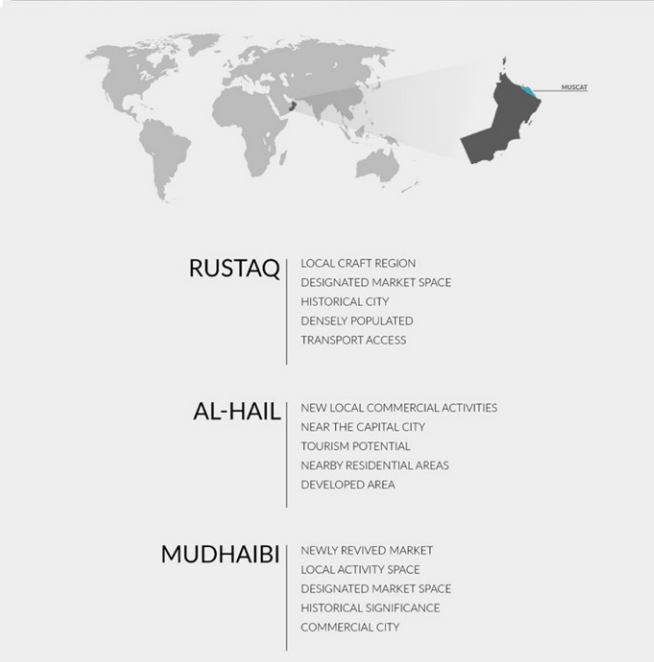 MUSCAT
RUSTAQ
LOCAL CRAFT REGION
DESIGNATED MARKET SPACE
HISTORICAL CITY
DENSELY POPULATED
TRANSPORT ACCESS
AL-HAIL
NEW LOCAL COMMERCIAL ACTIVITIES
NEAR THE CAPITAL CITY
TOURISM POTENTIAL
NEARBY RESIDENTIAL AREAS
DEVELOPED AREA
MUDHAIBI
NEWLY REVIVED MARKET
LOCAL ACTIVITY SPACE
DESIGNATED MARKET SPACE
HISTORICAL SIGNIFICANCE
COMMERCIAL CITY